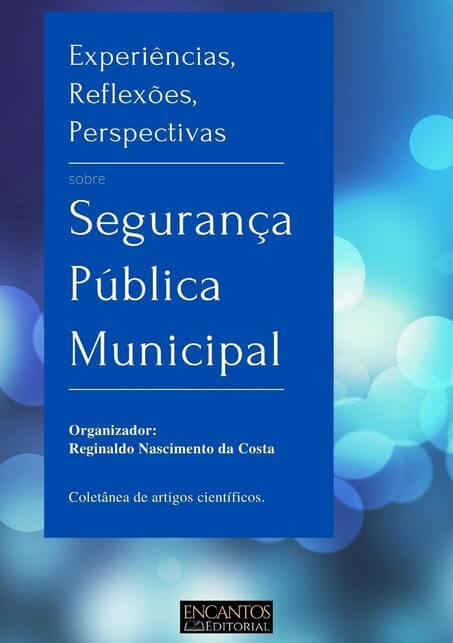 Experiências,
Reflexões,
Perspectivas
sobre
Segurança
Pública
Municipal
Organizador:
Reginaldo Nascimento da Costa
Coletânea de artigos científicos.
ENCANTOS
EDITORIAL